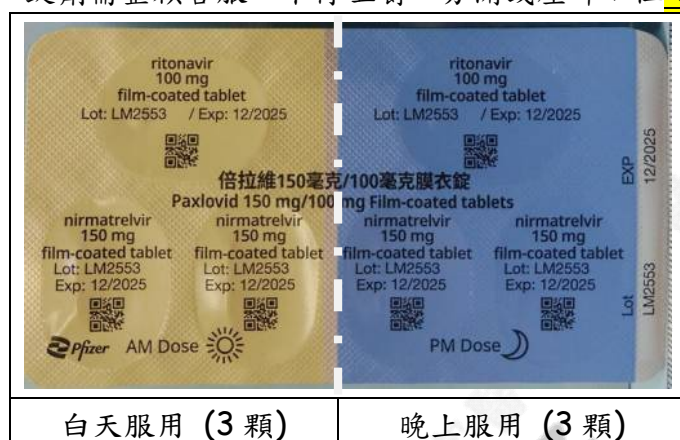 ritonavir
100 mg
film-coated tablet
Lot: LM2553 / Exp: 12/2025
ritonavir
100 mg
film-coated tablet
Lot: LM2553 / Exp: 12/2025
EXP 12/2025
倍拉維150毫克/100毫克膜衣錠
Paxlovid 150 mg/100 mg Film-coated tablets
nirmatrelvir
150 mg
film-coated tablet
Lot: LM2553
Exp: 12/2025
nirmatrelvir
150 mg
film-coated tablet
Lot: LM2553
Exp: 12/2025
nirmatrelvir
150 mg
film-coated tablet
Lot: LM2553
Exp: 12/2025
nirmatrelvir
150 mg
film-coated tablet
Lot: LM2553
Exp: 12/2025
Lot LM2553
Pfizer AM Dose
PM Dose
白天服用 (3 顆)
晚上服用 (3 顆)